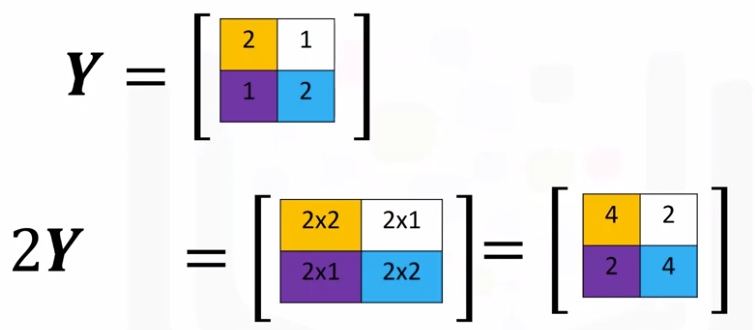 Y = [ 2 1
1 2 ]
2Y = [ 2x2 2x1
2x1 2x2 ] = [ 4 2
2 4 ]